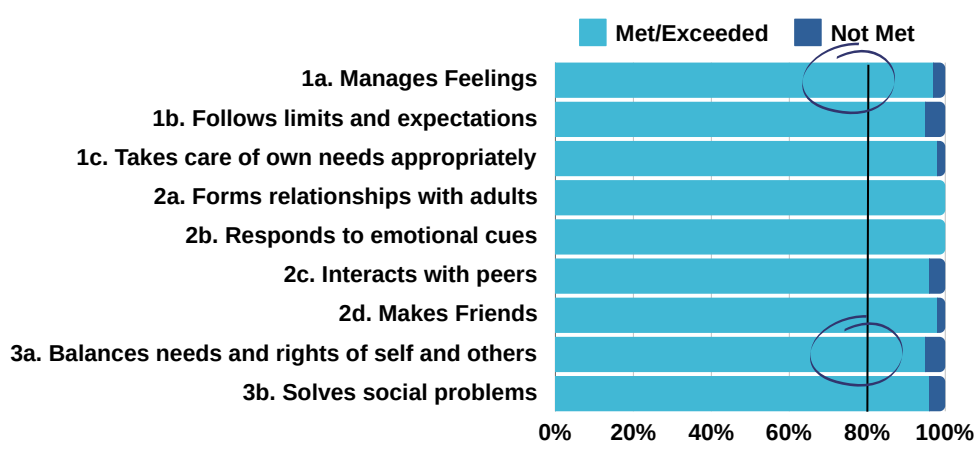 Met/Exceeded Not Met
1a. Manages Feelings
1b. Follows limits and expectations
1c. Takes care of own needs appropriately
2a. Forms relationships with adults
2b. Responds to emotional cues
2c. Interacts with peers
2d. Makes Friends
3a. Balances needs and rights of self and others
3b. Solves social problems
0% 20% 40% 60% 80% 100%